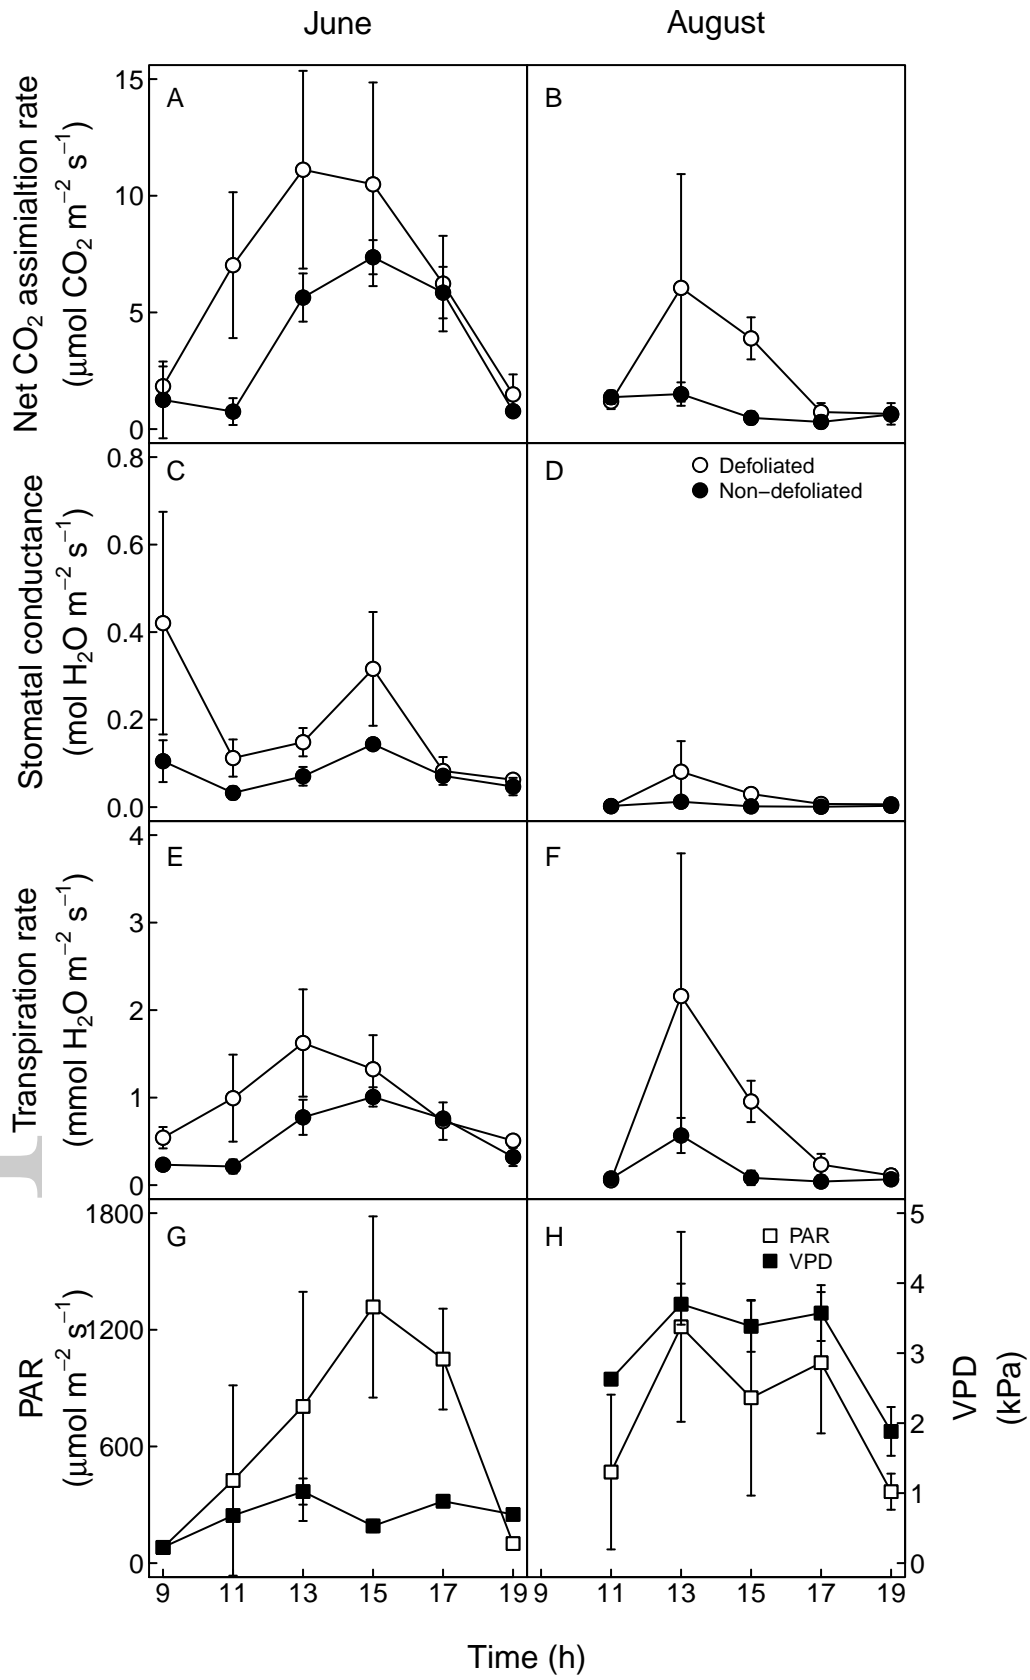 June August
Net CO₂ assimialtion rate
(μmol CO₂ m⁻² s⁻¹)
15
10
5
0
A
B
Stomatal conductance
(mol H₂O m⁻² s⁻¹)
0.8
0.6
0.4
0.2
0.0
C
D
Defoliated
Non−defoliated
Transpiration rate
(mmol H₂O m⁻² s⁻¹)
4
3
2
1
0
E
F
PAR
(μmol m⁻² s⁻¹)
1800
1200
600
0
G
H
PAR
VPD
5
4
3
2
1
0
VPD
(kPa)
9 11 13 15 17 19 9 11 13 15 17 19
Time (h)